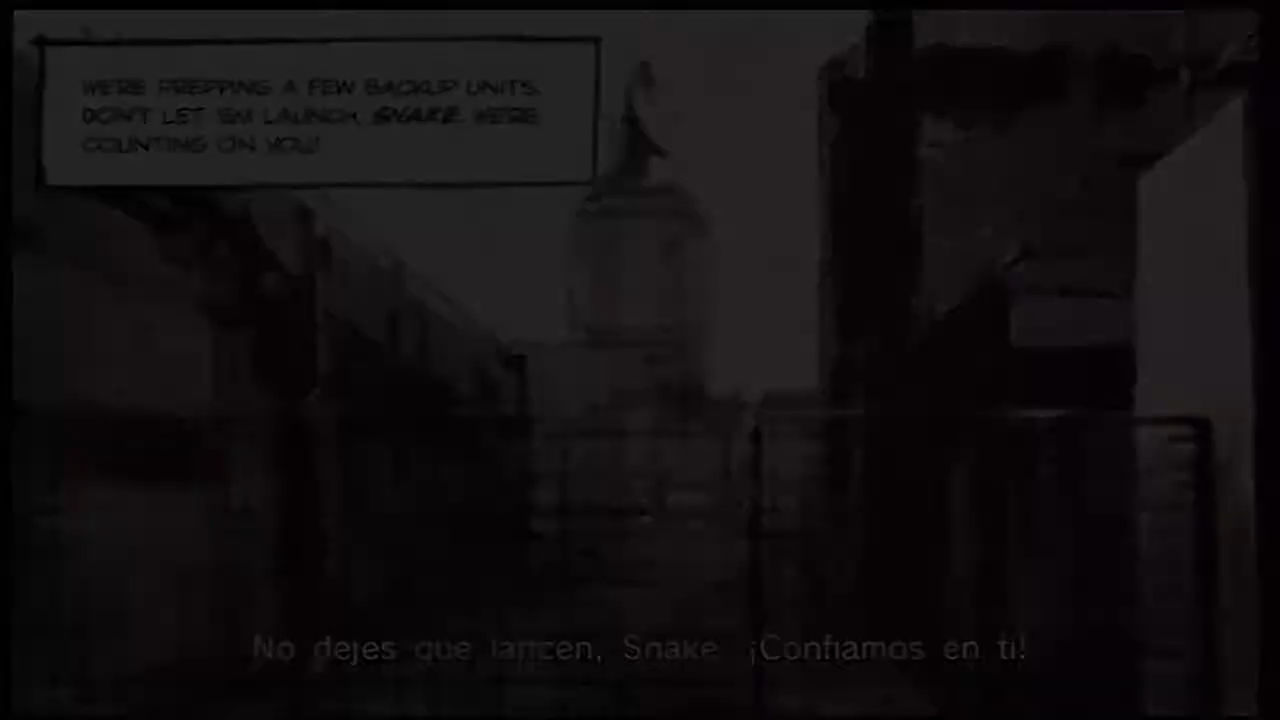 WE'RE PREPPING A FEW BACKUP UNITS.
DON'T LET 'EM LAUNCH, SNAKE. WE'RE
COUNTING ON YOU!
No dejes que lancen, Snake. ¡Confiamos en ti!